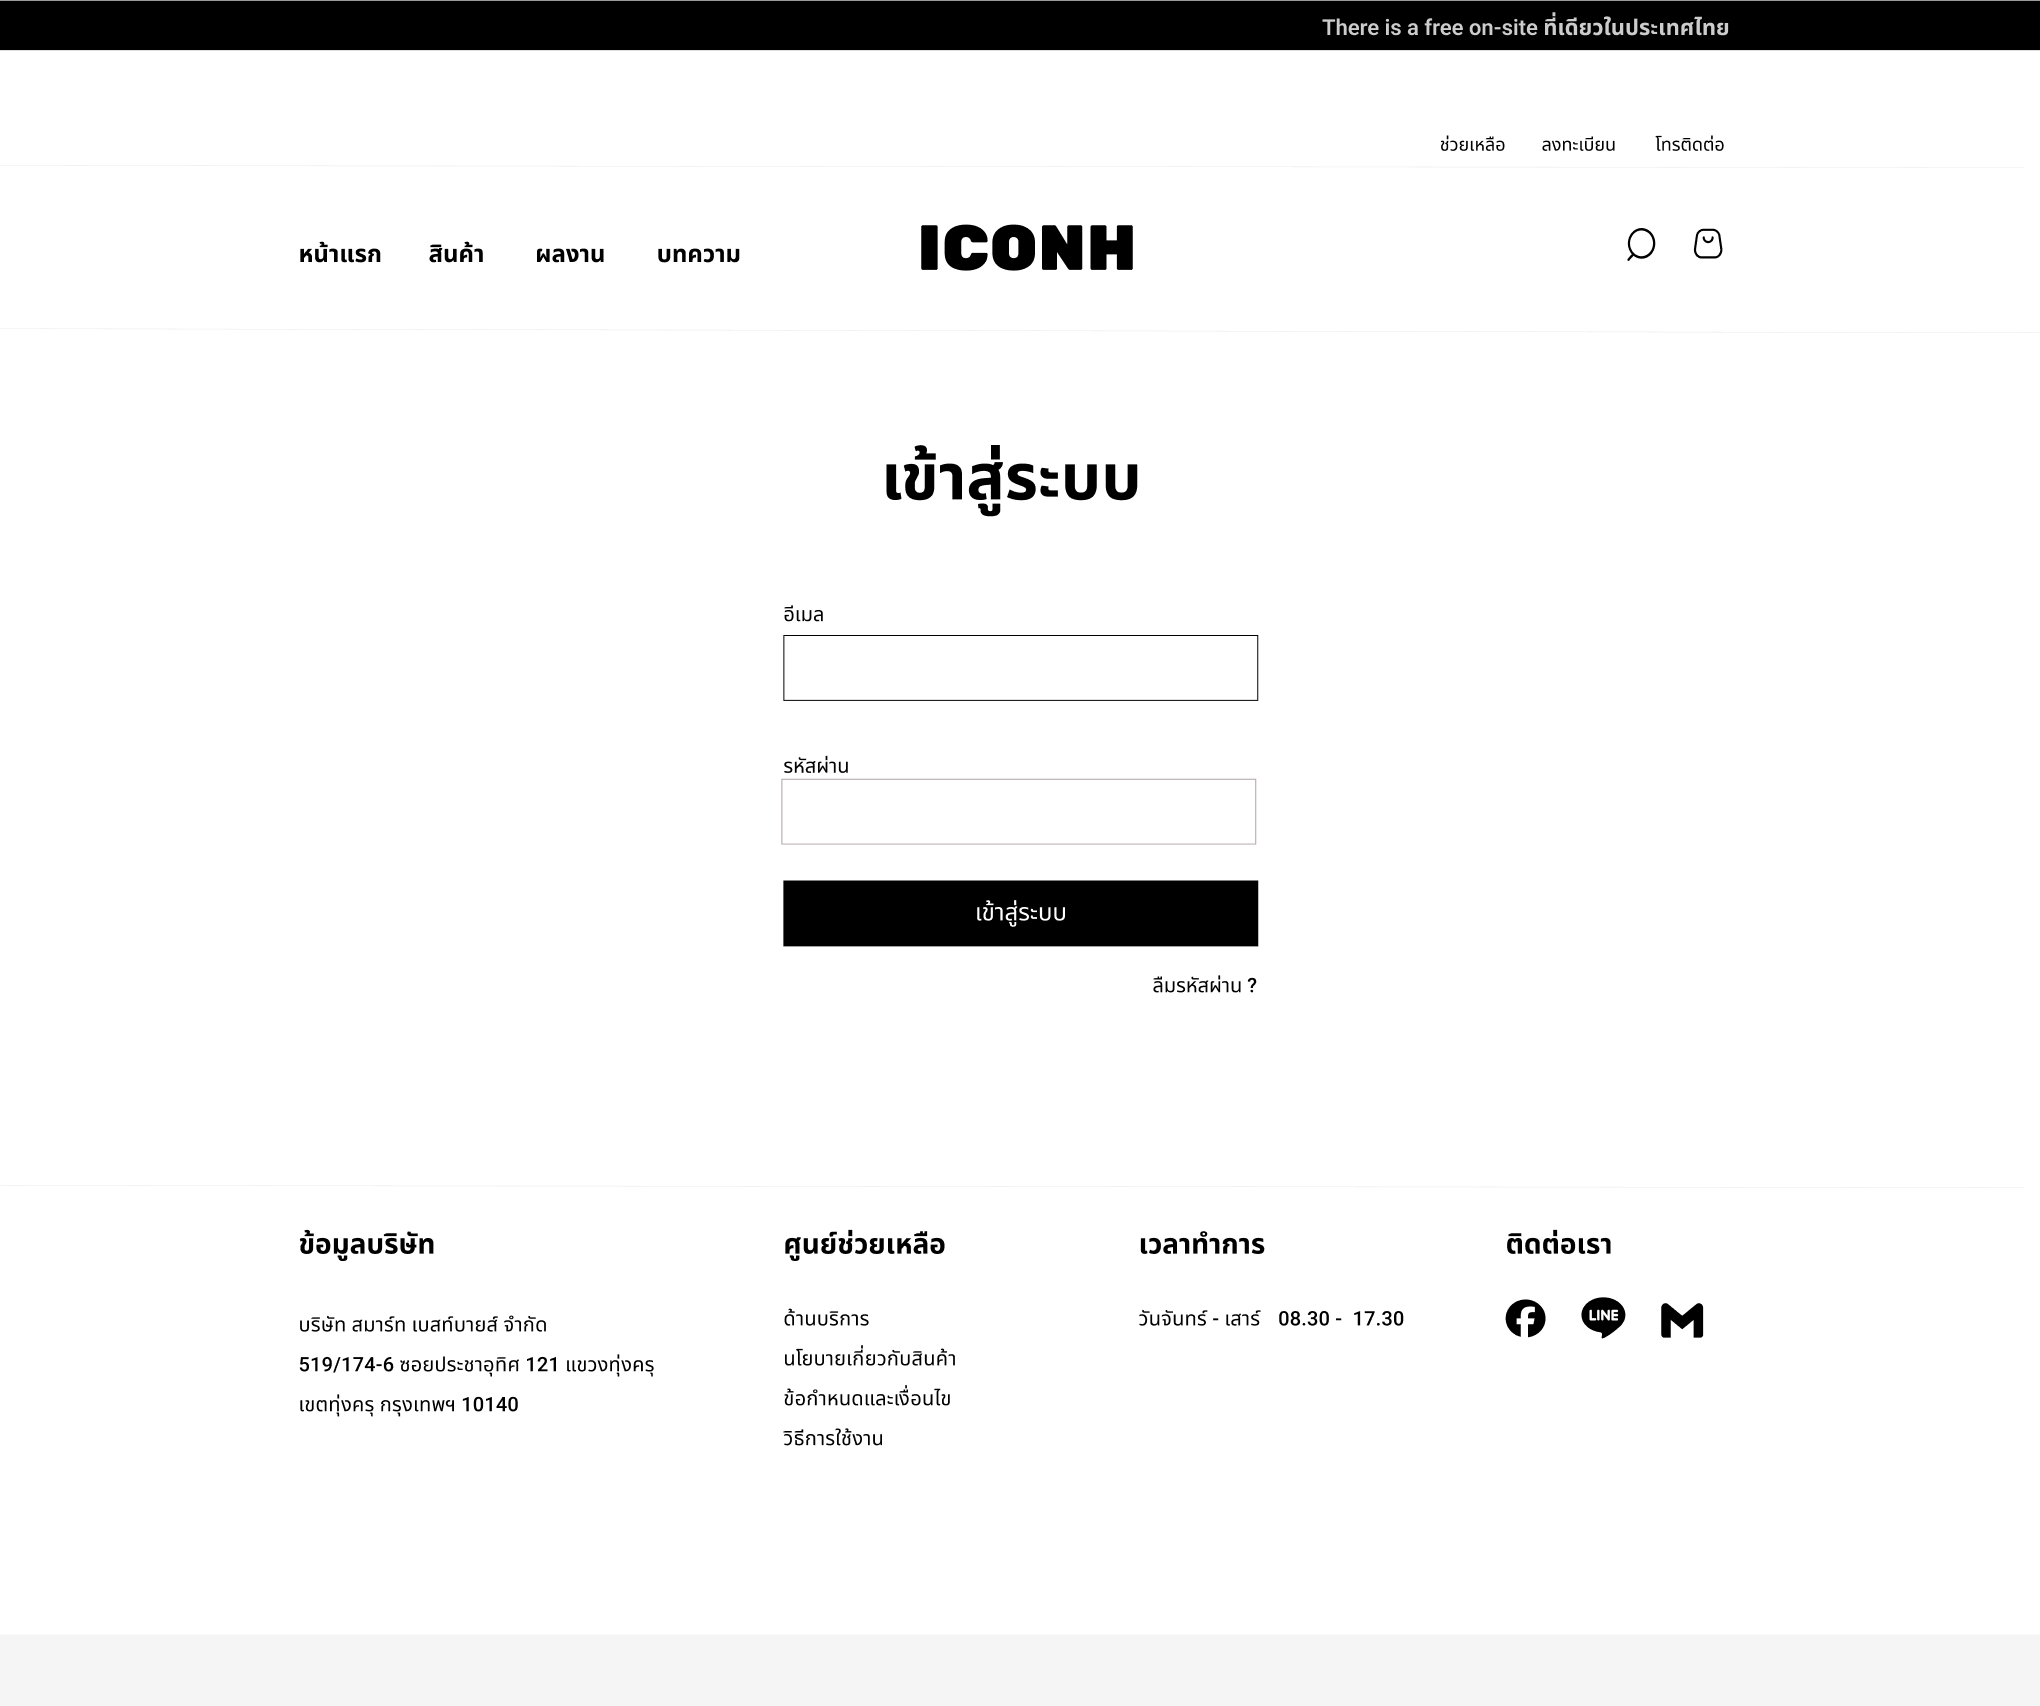 There is a free on-site ที่เดียวในประเทศไทย
ช่วยเหลือ ลงทะเบียน โทรติดต่อ
หน้าแรก สินค้า ผลงาน บทความ ICONH
เข้าสู่ระบบ
อีเมล
รหัสผ่าน
เข้าสู่ระบบ
ลืมรหัสผ่าน ?
ข้อมูลบริษัท
บริษัท สมาร์ท เบสท์บายส์ จำกัด
519/174-6 ซอยประชาอุทิศ 121 แขวงทุ่งครุ
เขตทุ่งครุ กรุงเทพฯ 10140
ศูนย์ช่วยเหลือ
ด้านบริการ
นโยบายเกี่ยวกับสินค้า
ข้อกำหนดและเงื่อนไข
วิธีการใช้งาน
เวลาทำการ
วันจันทร์ - เสาร์ 08.30 - 17.30
ติดต่อเรา
LINE